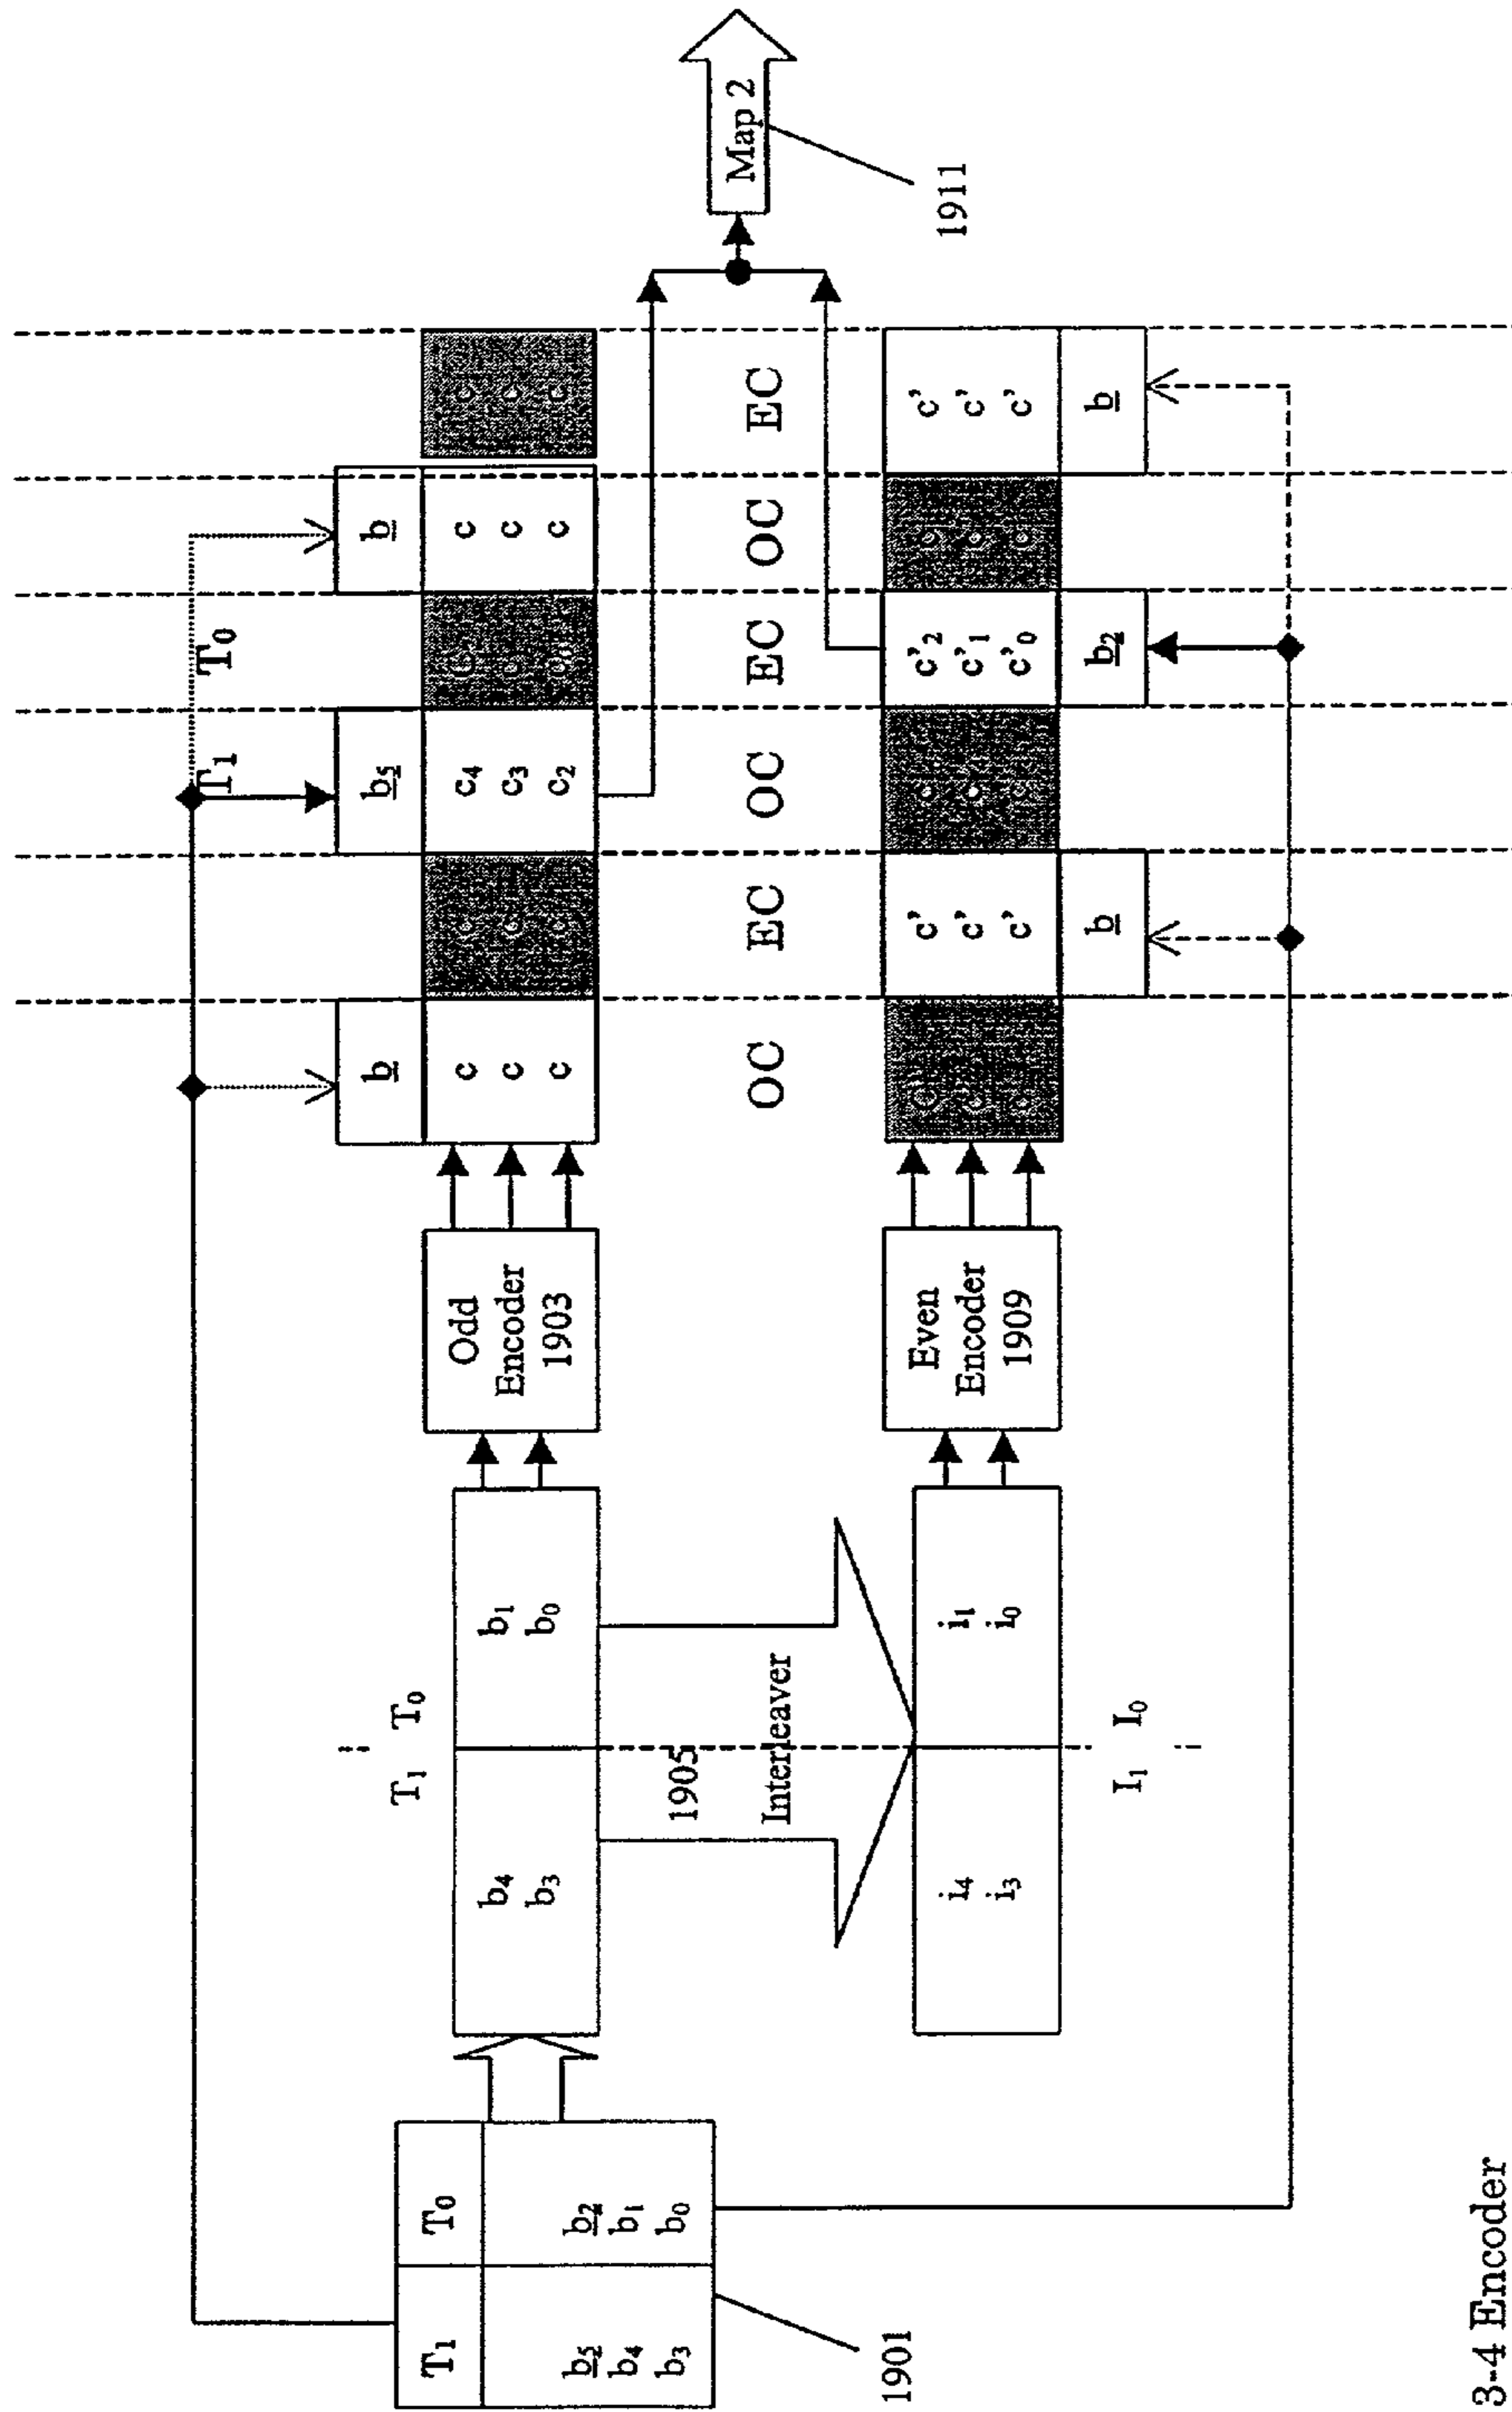 T₁ T₀
b₅ b₂
b₄ b₁
b₃ b₀
1901
T₁ T₀
b₄ b₁
b₃ b₀
1905
Interleaver
i₄ i₁
i₃ i₀
I₁ I₀
Odd
Encoder
1903
Even
Encoder
1909
T₁ T₀
b b₅ b
c c₄ c
c c₃ c
c c₂ c
OC EC OC EC OC EC
c' c'₂ c'
c' c'₁ c'
c' c'₀ c'
b b₂ b
Map 2
1911
3-4 Encoder